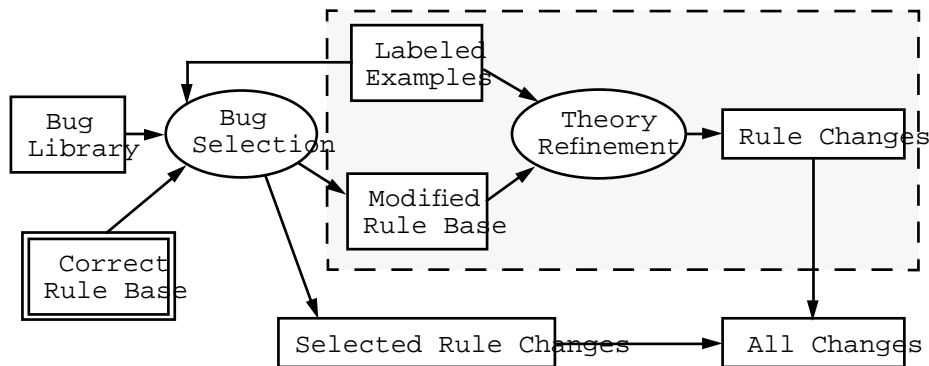 Labeled
Examples
Bug
Library
Bug
Selection
Theory
Refinement
Rule Changes
Modified
Rule Base
Correct
Rule Base
Selected Rule Changes
All Changes